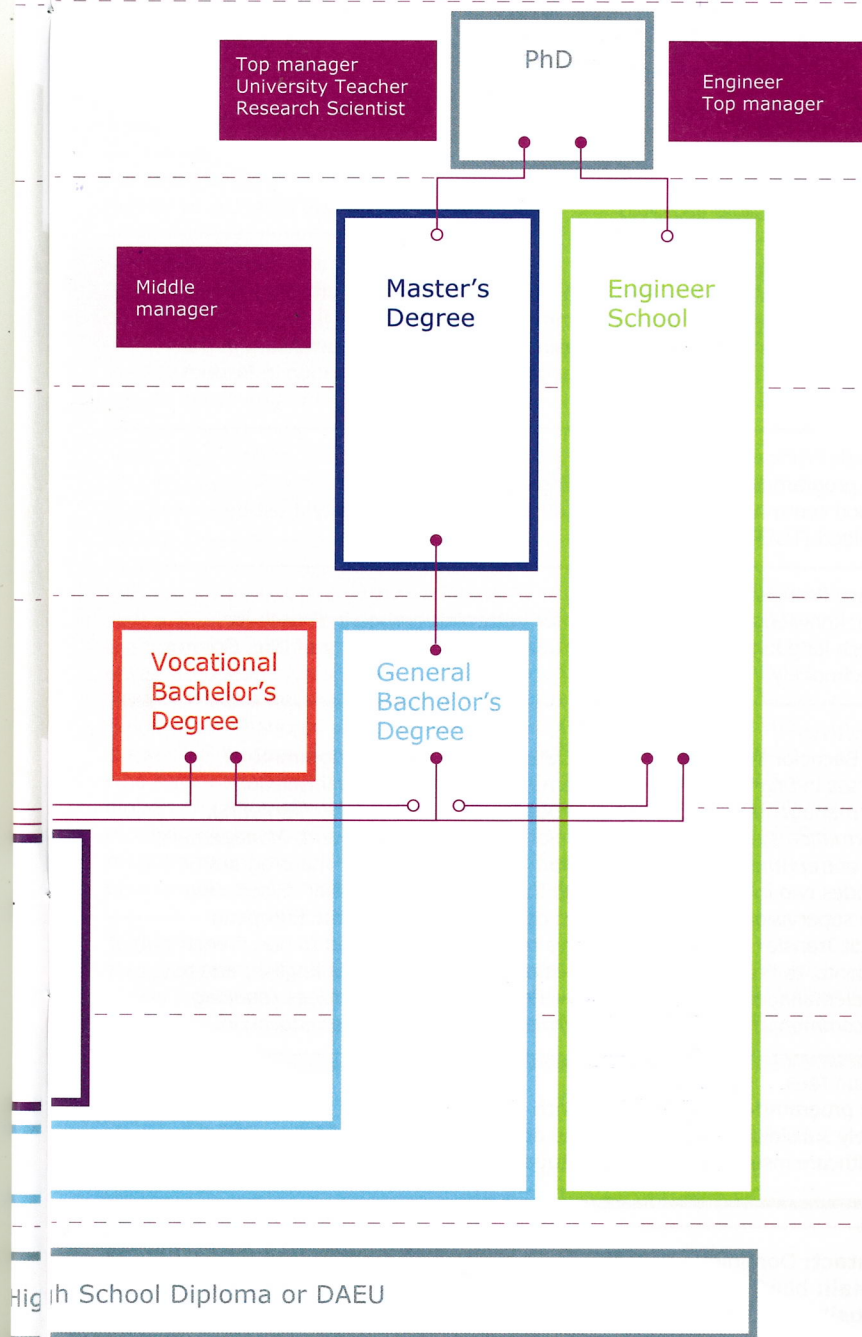 PhD
Top manager
University Teacher
Research Scientist
Engineer
Top manager
Middle
manager
Master's
Degree
Engineer
School
Vocational
Bachelor's
Degree
General
Bachelor's
Degree
High School Diploma or DAEU